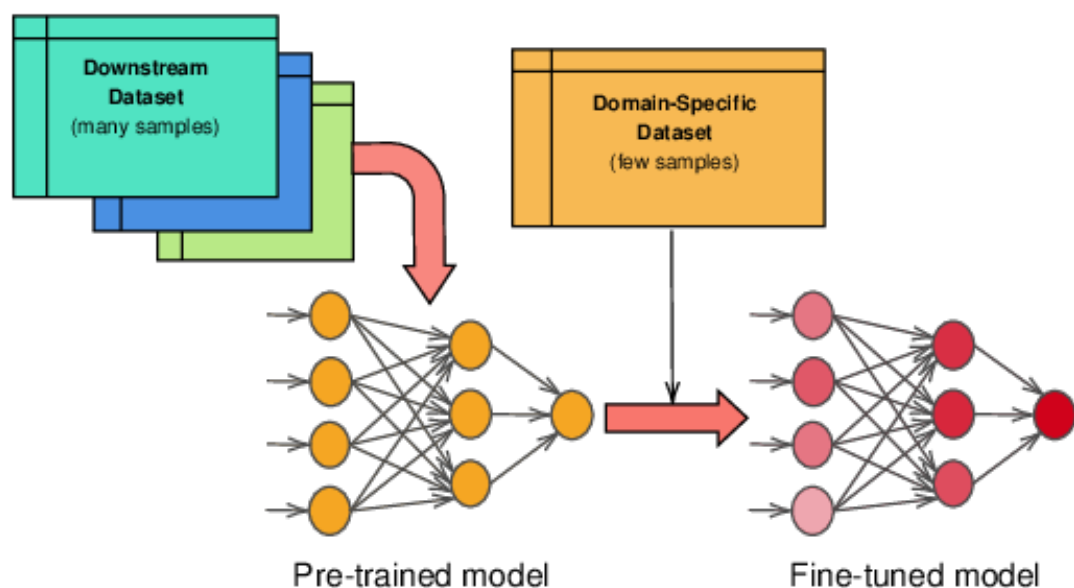 Downstream
Dataset
(many samples)
Domain-Specific
Dataset
(few samples)
Pre-trained model
Fine-tuned model